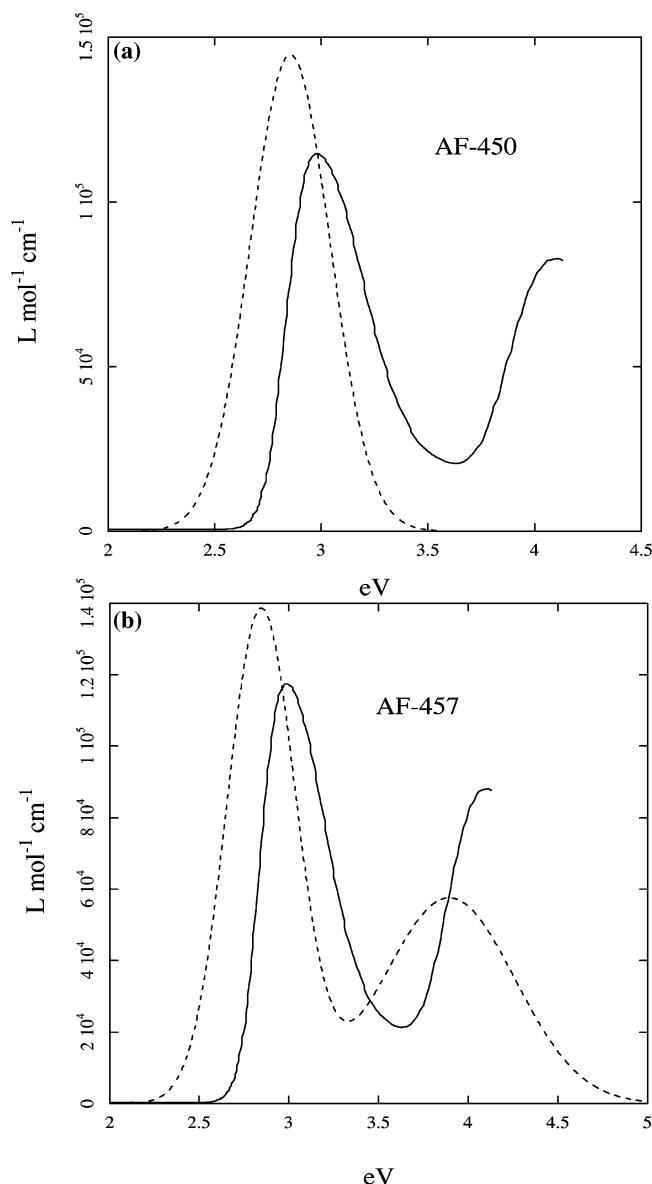 (a)
1.5 10⁵
AF-450
1 10⁵
L mol⁻¹ cm⁻¹
5 10⁴
0
2 2.5 3 3.5 4 4.5
eV
(b)
1.4 10⁵
1.2 10⁵
AF-457
1 10⁵
L mol⁻¹ cm⁻¹
8 10⁴
6 10⁴
4 10⁴
2 10⁴
0
2 2.5 3 3.5 4 4.5 5
eV